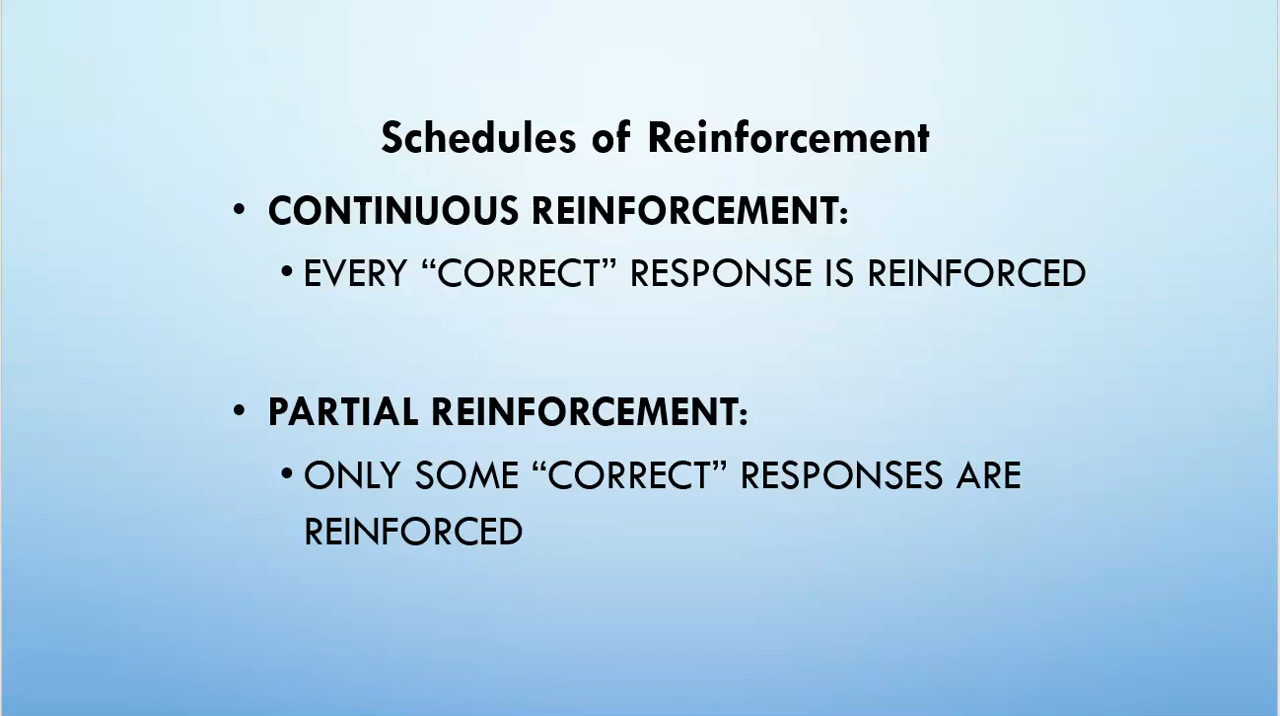 Schedules of Reinforcement
• CONTINUOUS REINFORCEMENT:
• EVERY “CORRECT” RESPONSE IS REINFORCED
• PARTIAL REINFORCEMENT:
• ONLY SOME “CORRECT” RESPONSES ARE
REINFORCED